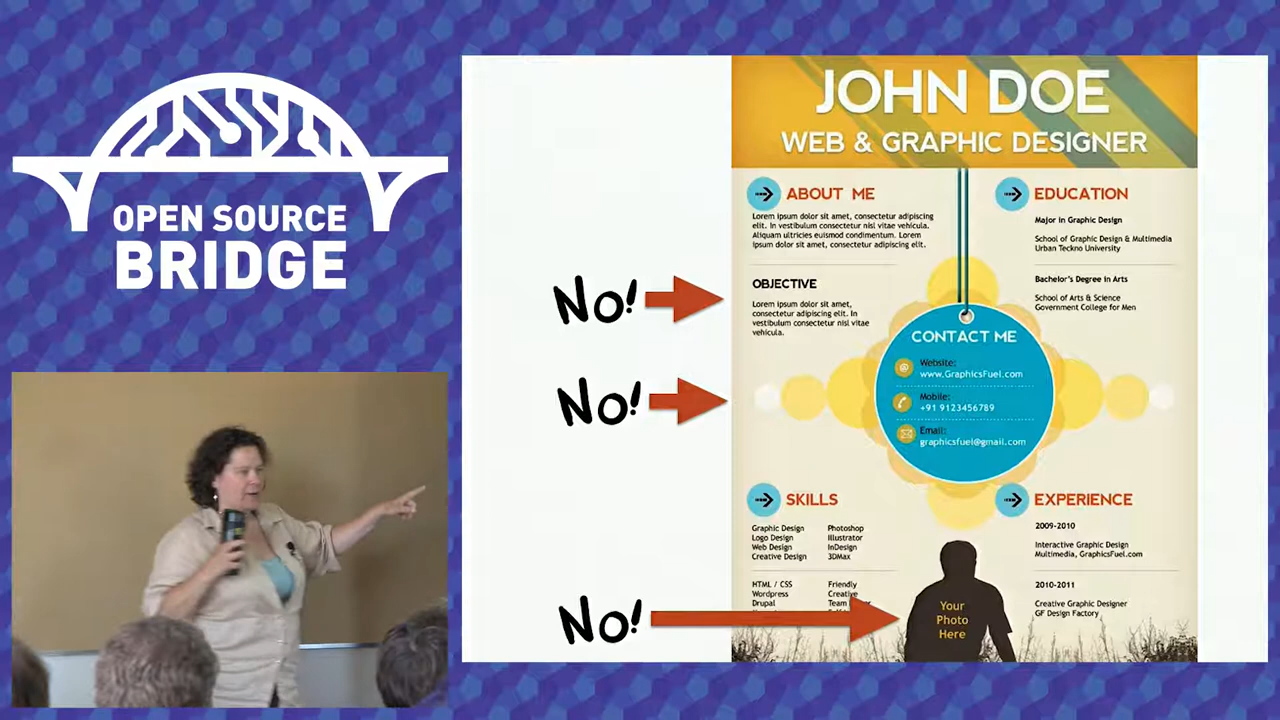 OPEN SOURCE
BRIDGE
JOHN DOE
WEB & GRAPHIC DESIGNER
ABOUT ME
Lorem ipsum dolor sit amet, consectetur adipiscing
elit. In vestibulum consectetur nisl vitae vehicula.
Aliquam ultricies euismod condimentum. Lorem
ipsum dolor sit amet, consectetur adipiscing elit.
No!
OBJECTIVE
Lorem ipsum dolor sit amet,
consectetur adipiscing elit. In
vestibulum consectetur nisl vitae
vehicula.
EDUCATION
Major in Graphic Design
School of Graphic Design & Multimedia
Urban Teckno University
Bachelor's Degree in Arts
School of Arts & Science
Government College for Men
No!
CONTACT ME
Website:
www.GraphicsFuel.com
Mobile:
+91 9123456789
Email:
graphicsfuel@gmail.com
SKILLS
Graphic Design Photoshop
Logo Design Illustrator
Web Design InDesign
Creative Design 3DMax
HTML / CSS Friendly
Wordpress Creative
Drupal Team
No!
Your
Photo
Here
EXPERIENCE
2009-2010
Interactive Graphic Design
Multimedia, GraphicsFuel.com
2010-2011
Creative Graphic Designer
GF Design Factory